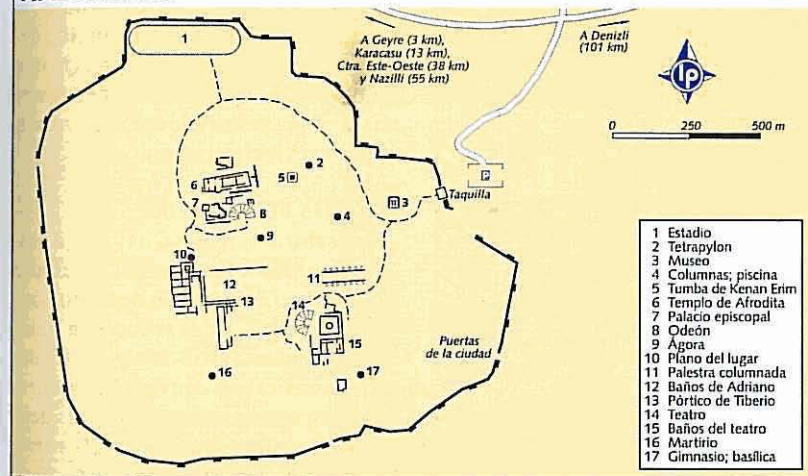 A Geyre (3 km),
Karacasu (13 km),
Ctra. Este-Oeste (38 km)
y Nazilli (55 km)
A Denizli
(101 km)
lp
0 250 500 m
P
Taquilla
Puertas
de la ciudad
1
2
3
4
5
6
7
8
9
10
11
12
13
14
15
16
17
1 Estadio
2 Tetrapylon
3 Museo
4 Columnas; piscina
5 Tumba de Kenan Erim
6 Templo de Afrodita
7 Palacio episcopal
8 Odeón
9 Ágora
10 Plano del lugar
11 Palestra columnada
12 Baños de Adriano
13 Pórtico de Tiberio
14 Teatro
15 Baños del teatro
16 Martirio
17 Gimnasio; basílica